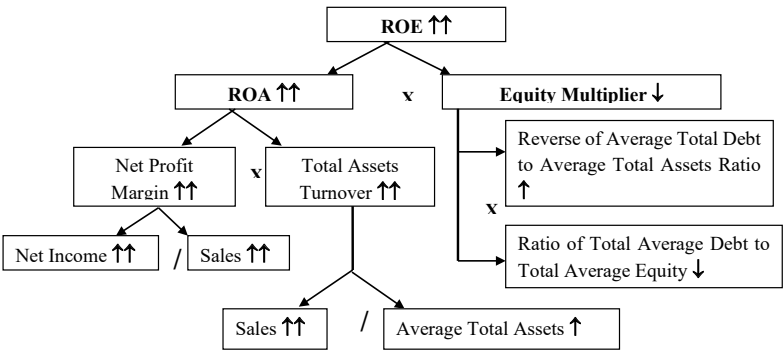 ROE ↑↑
ROA ↑↑
x
Equity Multiplier ↓
Net Profit
Margin ↑↑
x
Total Assets
Turnover ↑↑
Reverse of Average Total Debt
to Average Total Assets Ratio
↑
x
Net Income ↑↑
/
Sales ↑↑
Ratio of Total Average Debt to
Total Average Equity ↓
Sales ↑↑
/
Average Total Assets ↑